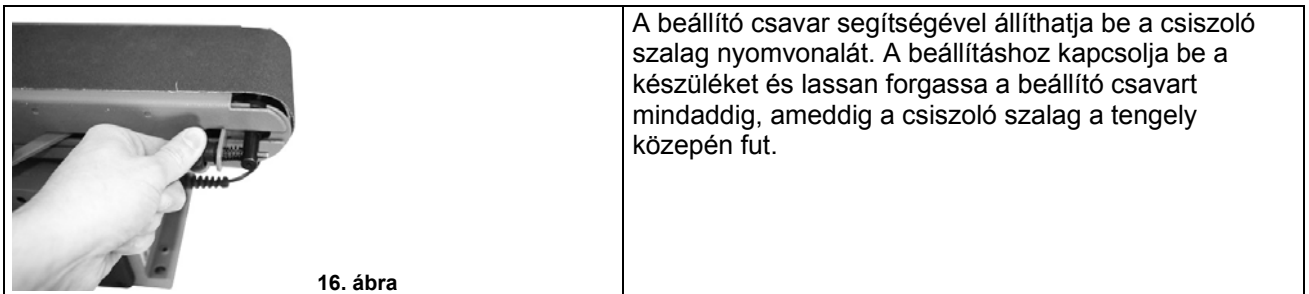 A beállító csavar segítségével állíthatja be a csiszoló
szalag nyomvonalát. A beállításhoz kapcsolja be a
készüléket és lassan forgassa a beállító csavart
mindaddig, ameddig a csiszoló szalag a tengely
közepén fut.
16. ábra